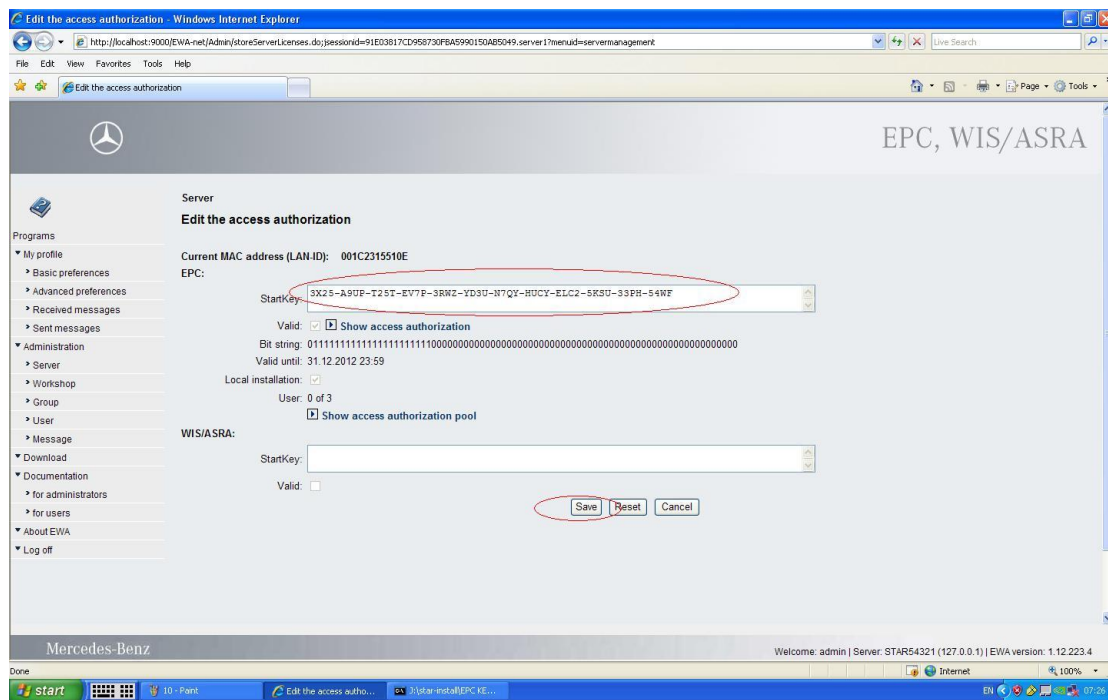 Edit the access authorization - Windows Internet Explorer
http://localhost:9000/EWA-net/Admin/storeServerLicenses.do;jsessionid=91E03817CD958730FBA5990150AB5049.server1?menuid=servermanagement
Live Search
File Edit View Favorites Tools Help
Edit the access authorization
Page Tools
EPC, WIS/ASRA
Programs
My profile
Basic preferences
Advanced preferences
Received messages
Sent messages
Administration
Server
Workshop
Group
User
Message
Download
Documentation
for administrators
for users
About EWA
Log off
Server
Edit the access authorization
Current MAC address (LAN-ID): 001C2315510E
EPC:
StartKey: 3X25-A9UP-T25T-EV7P-3RWZ-YD3U-N7QY-HUCY-ELC2-5KSU-33PH-54WF
Valid: Show access authorization
Bit string:
Valid until: 31.12.2012 23:59
Local installation:
User: 0 of 3
Show access authorization pool
WIS/ASRA:
StartKey:
Valid:
Save Reset Cancel
Mercedes-Benz
Welcome: admin | Server: STAR54321 (127.0.0.1) | EWA version: 1.12.223.4
Done
Internet
100%
start
10 - Paint
Edit the access autho...
J:\star-install\EPC KE...
EN
07:26